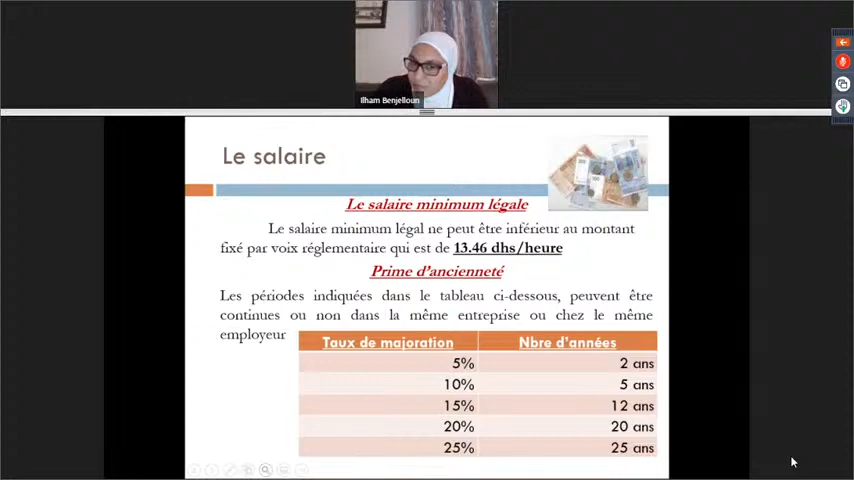 Ilham Benjelloun
Le salaire
Le salaire minimum légale
Le salaire minimum légal ne peut être inférieur au montant
fixé par voix réglementaire qui est de 13.46 dhs/heure
Prime d'ancienneté
Les périodes indiquées dans le tableau ci-dessous, peuvent être
continues ou non dans la même entreprise ou chez le même
employeur
Taux de majoration Nbre d'années
5% 2 ans
10% 5 ans
15% 12 ans
20% 20 ans
25% 25 ans